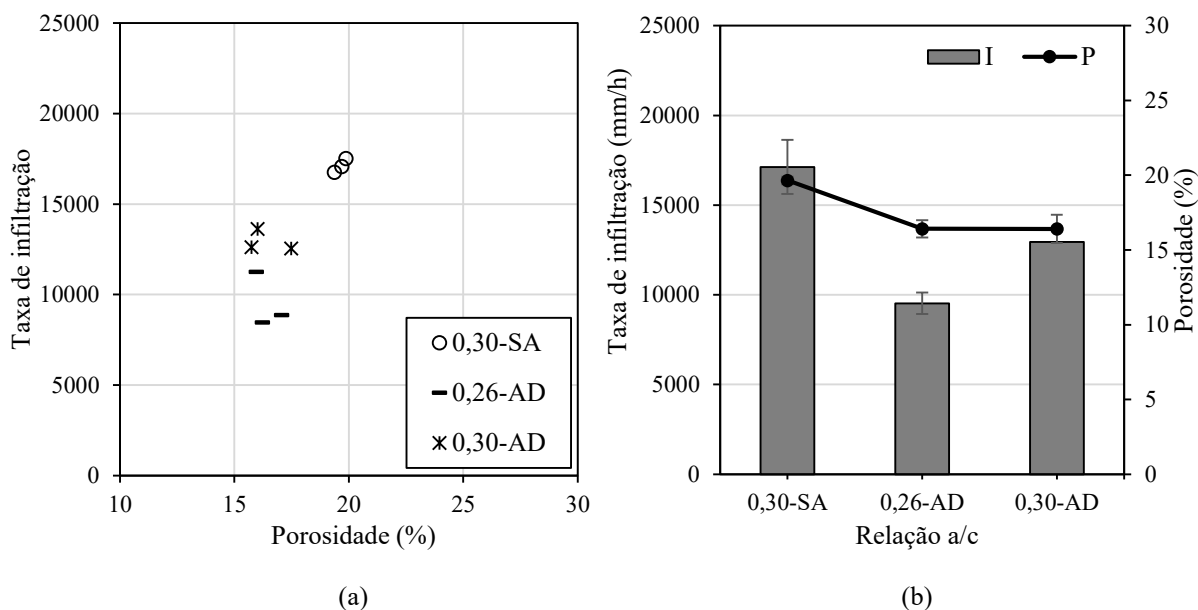 25000
20000
15000
10000
5000
0
Taxa de infiltração
10
15
20
25
30
Porosidade (%)
0,30-SA
0,26-AD
0,30-AD
(a)
25000
20000
15000
10000
5000
0
Taxa de infiltração (mm/h)
I
P
30
25
20
15
10
5
0
Porosidade (%)
0,30-SA
0,26-AD
0,30-AD
Relação a/c
(b)